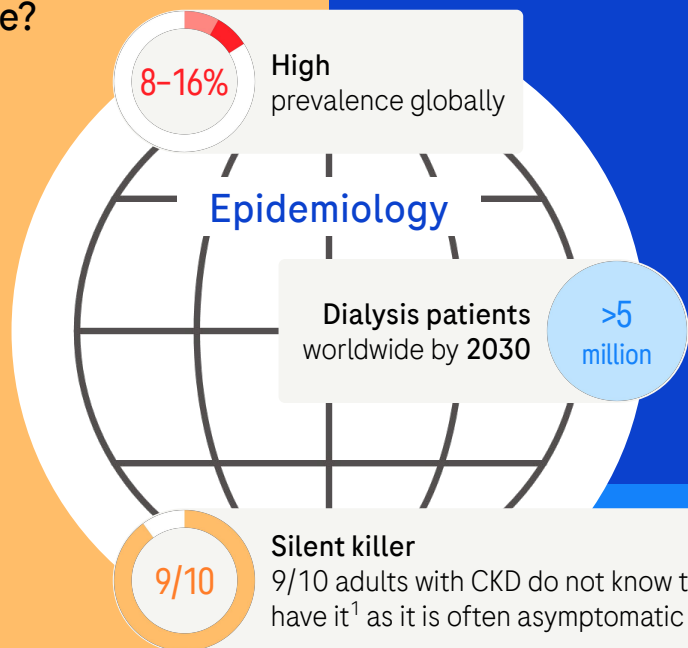 e?
8-16%
High
prevalence globally
Epidemiology
Dialysis patients
worldwide by 2030
>5
million
9/10
Silent killer
9/10 adults with CKD do not know t
have it1 as it is often asymptomatic